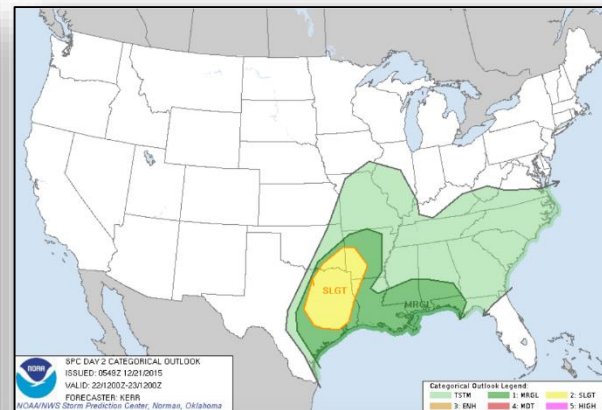 SLGT
MRGL
NOAA
SPC DAY 2 CATEGORICAL OUTLOOK
ISSUED: 0549Z 12/21/2015
VALID: 22/1200Z-23/1200Z
FORECASTER: KERR
NOAA/NWS Storm Prediction Center, Norman, Oklahoma
Categorical Outlook Legend:
TSTM 1: MRGL 2: SLGT
3: ENH 4: MDT 5: HIGH